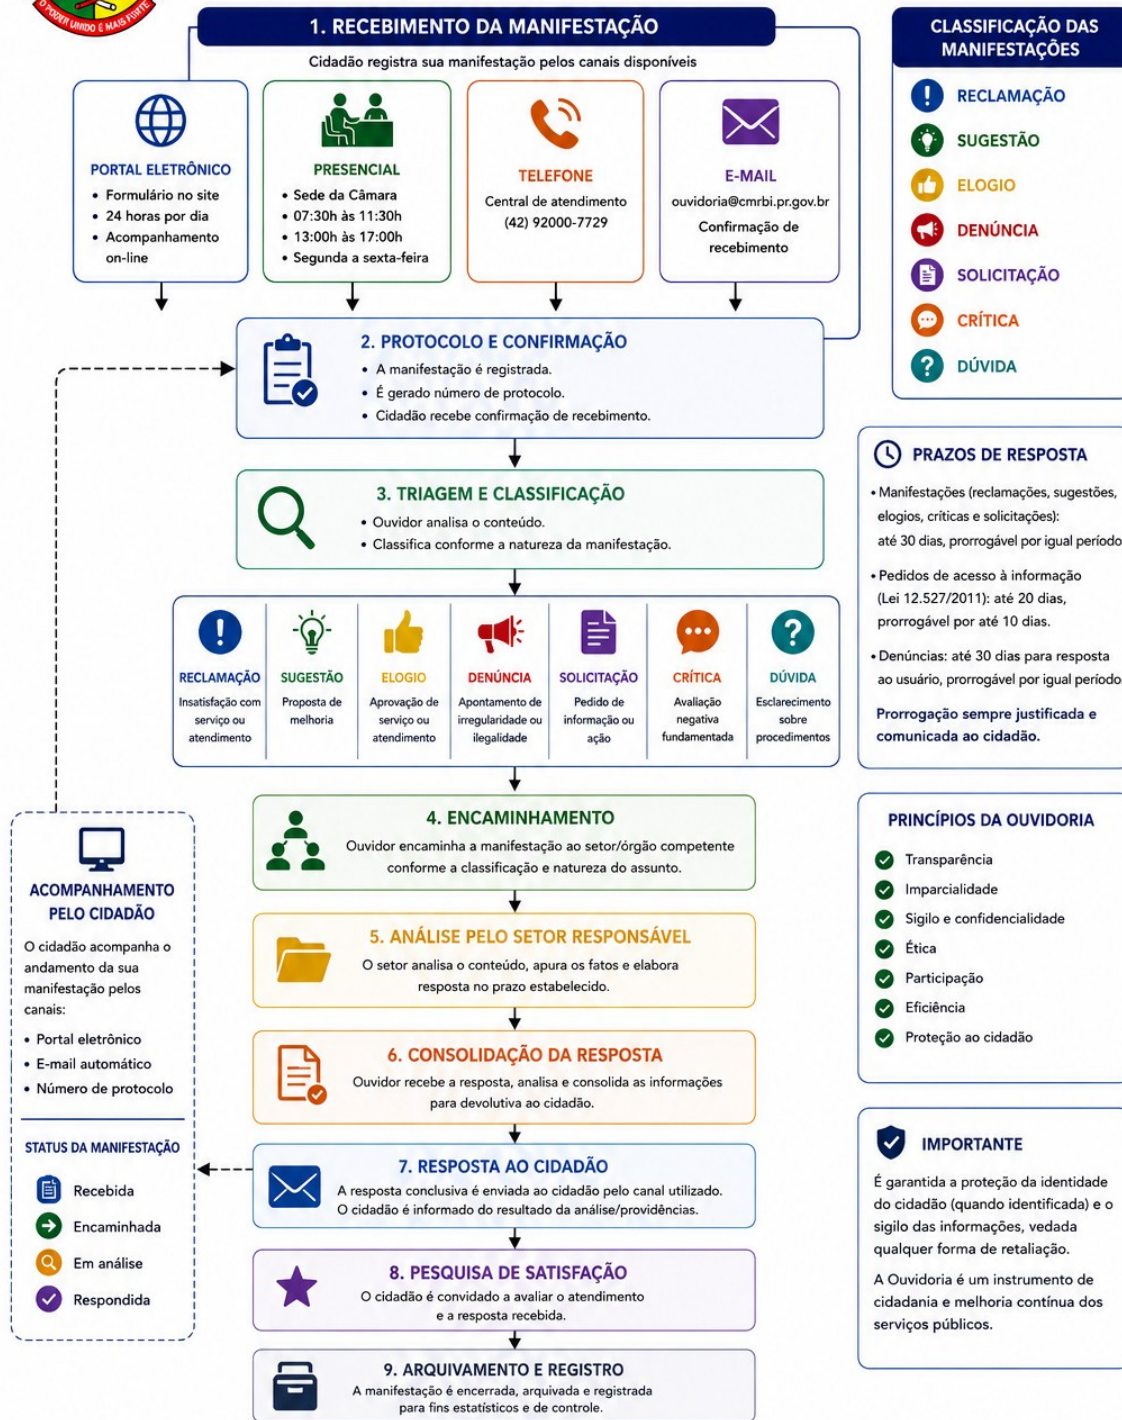 O PODER UNIDO É MAIS FORTE
1. RECEBIMENTO DA MANIFESTAÇÃO
Cidadão registra sua manifestação pelos canais disponíveis
PORTAL ELETRÔNICO
• Formulário no site
• 24 horas por dia
• Acompanhamento
on-line
PRESENCIAL
• Sede da Câmara
• 07:30h às 11:30h
• 13:00h às 17:00h
• Segunda a sexta-feira
TELEFONE
Central de atendimento
(42) 92000-7729
E-MAIL
ouvidoria@cmrbi.pr.gov.br
Confirmação de
recebimento
CLASSIFICAÇÃO DAS
MANIFESTAÇÕES
RECLAMAÇÃO
SUGESTÃO
ELOGIO
DENÚNCIA
SOLICITAÇÃO
CRÍTICA
DÚVIDA
2. PROTOCOLO E CONFIRMAÇÃO
• A manifestação é registrada.
• É gerado número de protocolo.
• Cidadão recebe confirmação de recebimento.
3. TRIAGEM E CLASSIFICAÇÃO
• Ouvidor analisa o conteúdo.
• Classifica conforme a natureza da manifestação.
RECLAMAÇÃO
Insatisfação com
serviço ou
atendimento
SUGESTÃO
Proposta de
melhoria
ELOGIO
Aprovação de
serviço ou
atendimento
DENÚNCIA
Apontamento de
irregularidade ou
ilegalidade
SOLICITAÇÃO
Pedido de
informação ou
ação
CRÍTICA
Avaliação
negativa
fundamentada
DÚVIDA
Esclarecimento
sobre
procedimentos
PRAZOS DE RESPOSTA
• Manifestações (reclamações, sugestões,
elogios, críticas e solicitações):
até 30 dias, prorrogável por igual período
• Pedidos de acesso à informação
(Lei 12.527/2011): até 20 dias,
prorrogável por até 10 dias.
• Denúncias: até 30 dias para resposta
ao usuário, prorrogável por igual período.
Prorrogação sempre justificada e
comunicada ao cidadão.
4. ENCAMINHAMENTO
Ouvidor encaminha a manifestação ao setor/órgão competente
conforme a classificação e natureza do assunto.
5. ANÁLISE PELO SETOR RESPONSÁVEL
O setor analisa o conteúdo, apura os fatos e elabora
resposta no prazo estabelecido.
6. CONSOLIDAÇÃO DA RESPOSTA
Ouvidor recebe a resposta, analisa e consolida as informações
para devolutiva ao cidadão.
7. RESPOSTA AO CIDADÃO
A resposta conclusiva é enviada ao cidadão pelo canal utilizado.
O cidadão é informado do resultado da análise/providências.
8. PESQUISA DE SATISFAÇÃO
O cidadão é convidado a avaliar o atendimento
e a resposta recebida.
9. ARQUIVAMENTO E REGISTRO
A manifestação é encerrada, arquivada e registrada
para fins estatísticos e de controle.
ACOMPANHAMENTO
PELO CIDADÃO
O cidadão acompanha o
andamento da sua
manifestação pelos
canais:
• Portal eletrônico
• E-mail automático
• Número de protocolo
STATUS DA MANIFESTAÇÃO
Recebida
Encaminhada
Em análise
Respondida
PRINCÍPIOS DA OUVIDORIA
Transparência
Imparcialidade
Sigilo e confidencialidade
Ética
Participação
Eficiência
Proteção ao cidadão
IMPORTANTE
É garantida a proteção da identidade
do cidadão (quando identificada) e o
sigilo das informações, vedada
qualquer forma de retaliação.
A Ouvidoria é um instrumento de
cidadania e melhoria contínua dos
serviços públicos.